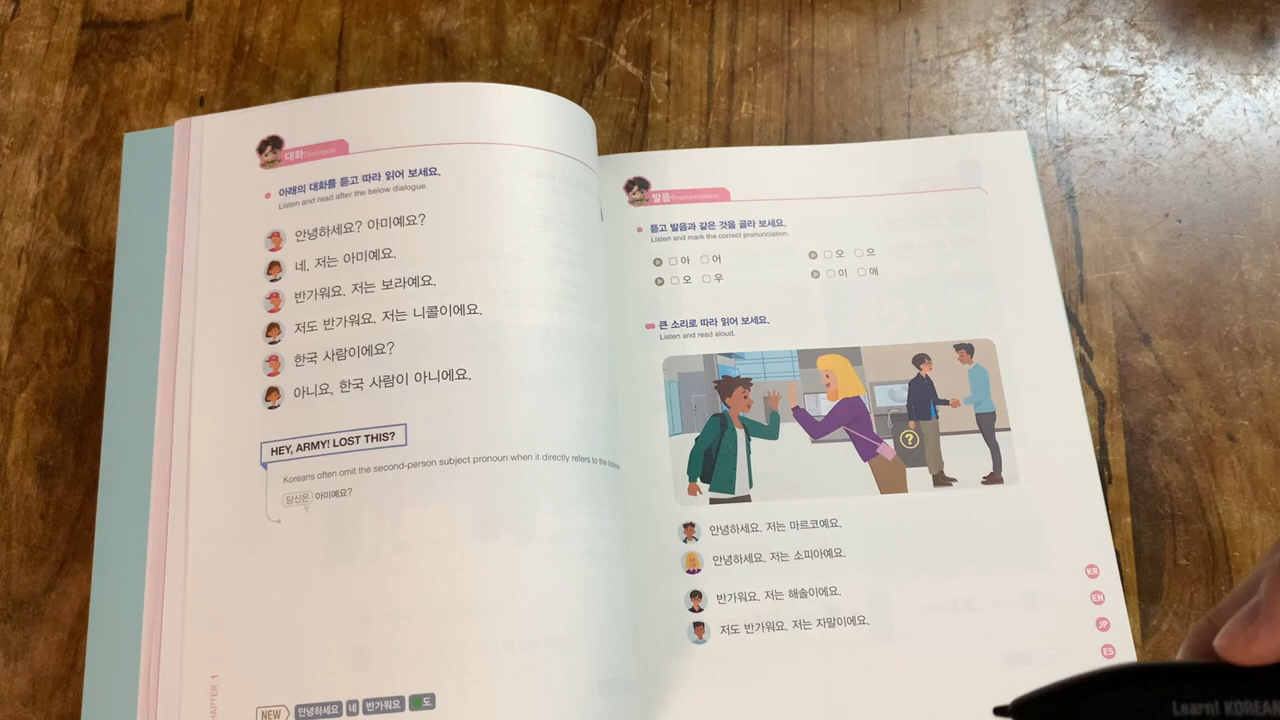 대화 Dialogue
아래의 대화를 듣고 따라 읽어 보세요.
Listen and read after the below dialogue.
안녕하세요? 아미예요?
네, 저는 아미예요.
반가워요. 저는 보라예요.
저도 반가워요. 저는 니콜이에요.
한국 사람이에요?
아니요, 한국 사람이 아니에요.
HEY, ARMY! LOST THIS?
Koreans often omit the second-person subject pronoun when it directly refers to the
당신은 아미예요?
CHAPTER 1
NEW 안녕하세요 네 반가워요 도
발음 Pronunciation
듣고 발음과 같은 것을 골라 보세요.
Listen and mark the correct pronunciation.
아 어 오 으
오 우 이 애
큰 소리로 따라 읽어 보세요.
Listen and read aloud.
?
안녕하세요. 저는 마르코예요.
안녕하세요. 저는 소피아예요.
반가워요. 저는 해솔이에요.
저도 반가워요. 저는 자말이에요.
KR
EN
JP
ES
Learn! KOREAN